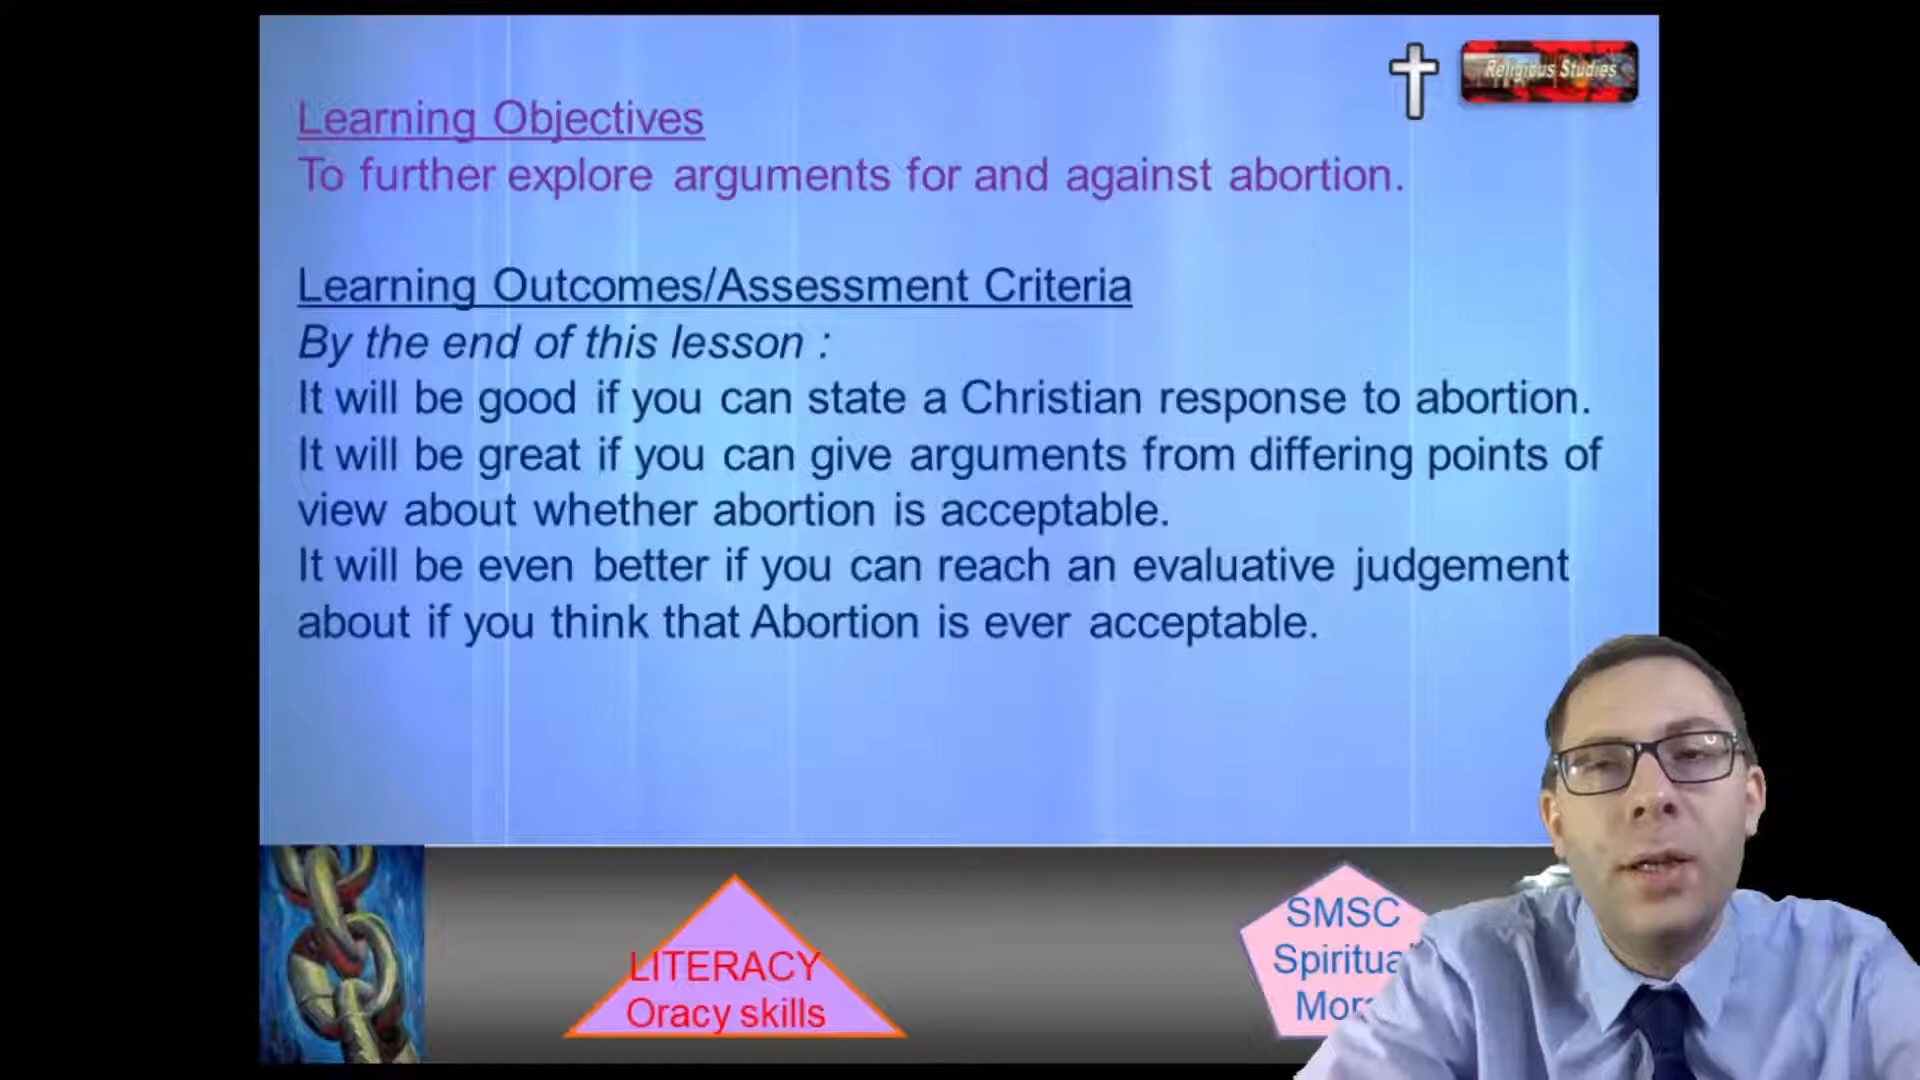 Religious Studies
Learning Objectives
To further explore arguments for and against abortion.
Learning Outcomes/Assessment Criteria
By the end of this lesson :
It will be good if you can state a Christian response to abortion.
It will be great if you can give arguments from differing points of
view about whether abortion is acceptable.
It will be even better if you can reach an evaluative judgement
about if you think that Abortion is ever acceptable.
LITERACY
Oracy skills
SMSC